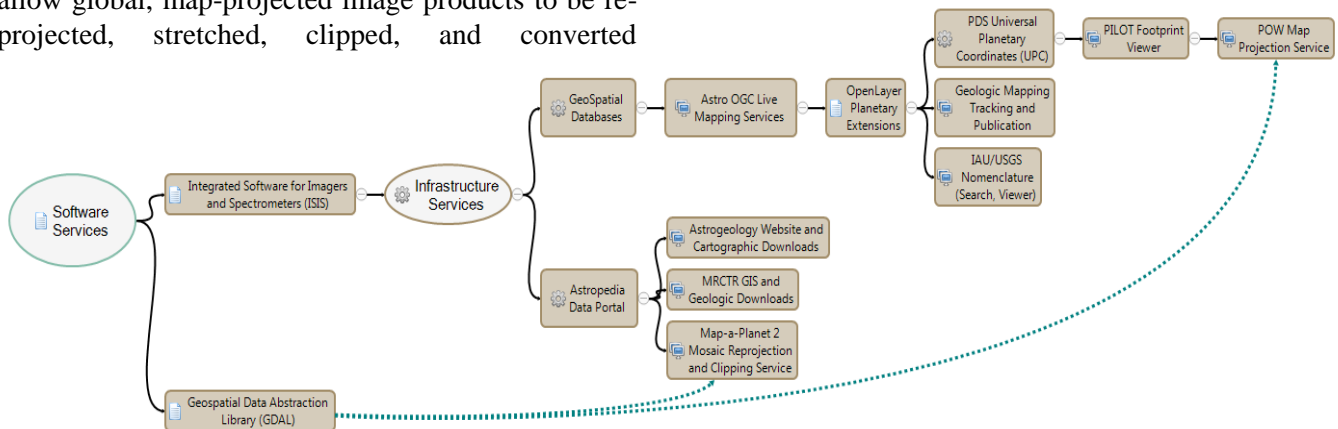 allow global, map-projected image products to be re-
projected, stretched, clipped, and converted
PDS Universal
Planetary
Coordinates (UPC)
PILOT Footprint
Viewer
POW Map
Projection Service
GeoSpatial
Databases
Astro OGC Live
Mapping Services
OpenLayer
Planetary
Extensions
Geologic Mapping
Tracking and
Publication
IAU/USGS
Nomenclature
(Search, Viewer)
Software
Services
Integrated Software for Imagers
and Spectrometers (ISIS)
Infrastructure
Services
Astropedia
Data Portal
Astrogeology Website and
Cartographic Downloads
MRCTR GIS and
Geologic Downloads
Map-a-Planet 2
Mosaic Reprojection
and Clipping Service
Geospatial Data Abstraction
Library (GDAL)